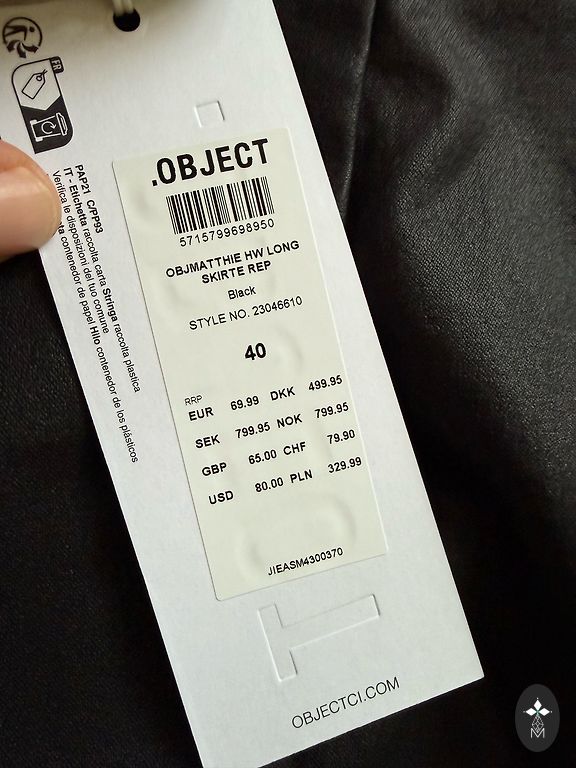 FR
PAP21 C/PP93
IT - Etichetta raccolta carta Stringa raccolta plastica
Verifica le disposizioni del tuo comune
contenedor de papel Hilo contenedor de los plásticos
.OBJECT
5715799698950
OBJMATTHIE HW LONG
SKIRTE REP
Black
STYLE NO. 23046610
40
RRP
EUR 69.99 DKK 499.95
SEK 799.95 NOK 799.95
GBP 65.00 CHF 79.90
USD 80.00 PLN 329.99
JIEASM4300370
OBJECTCI.COM
M